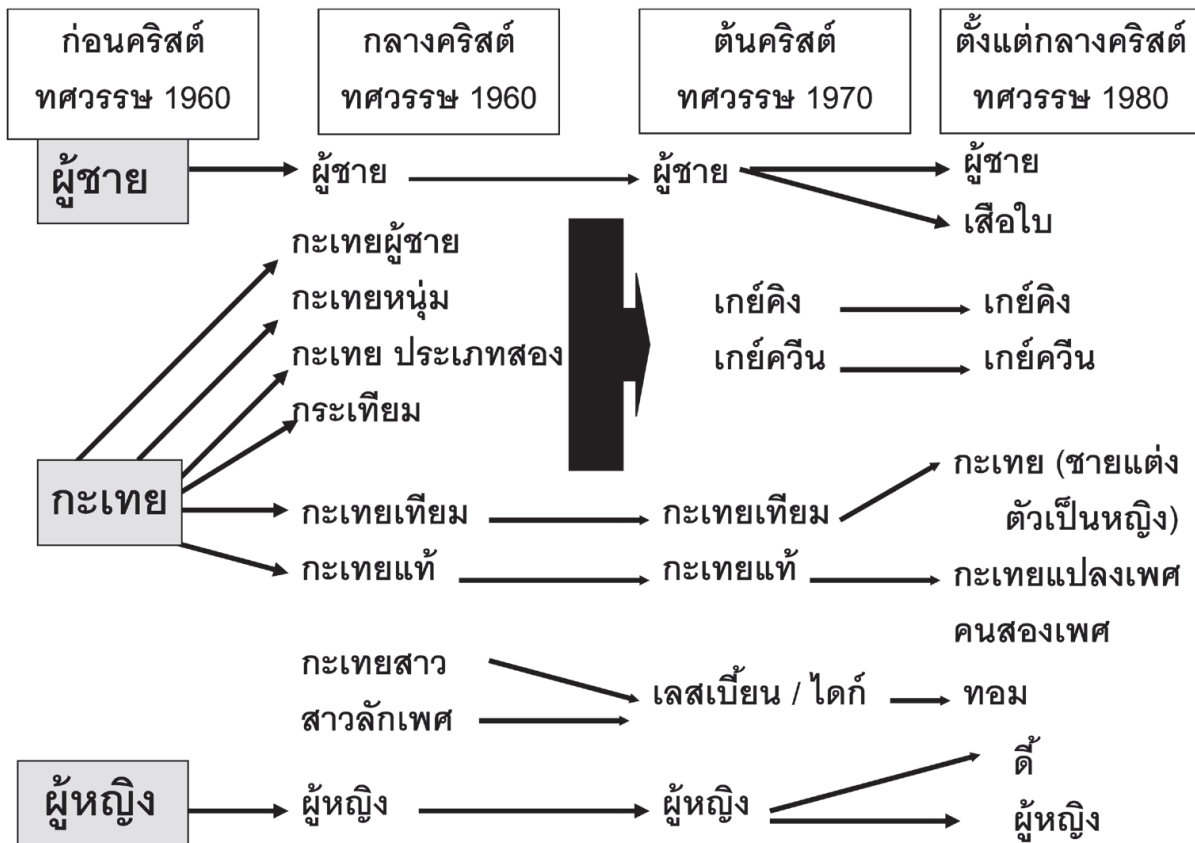 ก่อนคริสต์
ทศวรรษ 1960
กลางคริสต์
ทศวรรษ 1960
ต้นคริสต์
ทศวรรษ 1970
ตั้งแต่กลางคริสต์
ทศวรรษ 1980
ผู้ชาย
ผู้ชาย
ผู้ชาย
ผู้ชาย
เสือใบ
กะเทยผู้ชาย
กะเทยหนุ่ม
เกย์คิง
เกย์คิง
กะเทย ประเภทสอง
เกย์ควีน
เกย์ควีน
กระเทียม
กะเทย
กะเทยเทียม
กะเทยเทียม
กะเทย (ชายแต่ง
ตัวเป็นหญิง)
กะเทยแท้
กะเทยแท้
กะเทยแปลงเพศ
คนสองเพศ
กะเทยสาว
สาวลักเพศ
เลสเบี้ยน / ไดก์
ทอม
ดี้
ผู้หญิง
ผู้หญิง
ผู้หญิง
ผู้หญิง